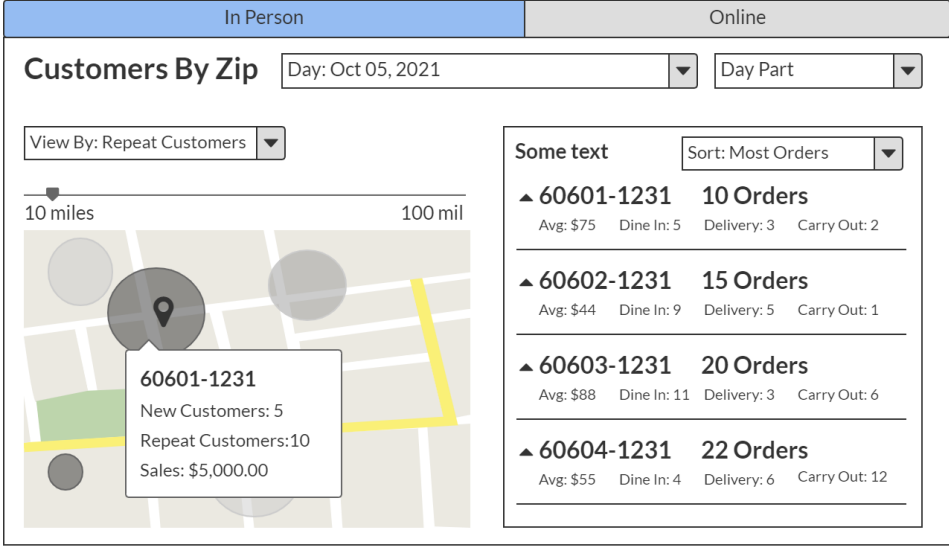 In Person
Online
Customers By Zip
Day: Oct 05, 2021
Day Part
View By: Repeat Customers
10 miles
100 mil
60601-1231
New Customers: 5
Repeat Customers:10
Sales: $5,000.00
Some text
Sort: Most Orders
60601-1231 10 Orders
Avg: $75 Dine In: 5 Delivery: 3 Carry Out: 2
60602-1231 15 Orders
Avg: $44 Dine In: 9 Delivery: 5 Carry Out: 1
60603-1231 20 Orders
Avg: $88 Dine In: 11 Delivery: 3 Carry Out: 6
60604-1231 22 Orders
Avg: $55 Dine In: 4 Delivery: 6 Carry Out: 12